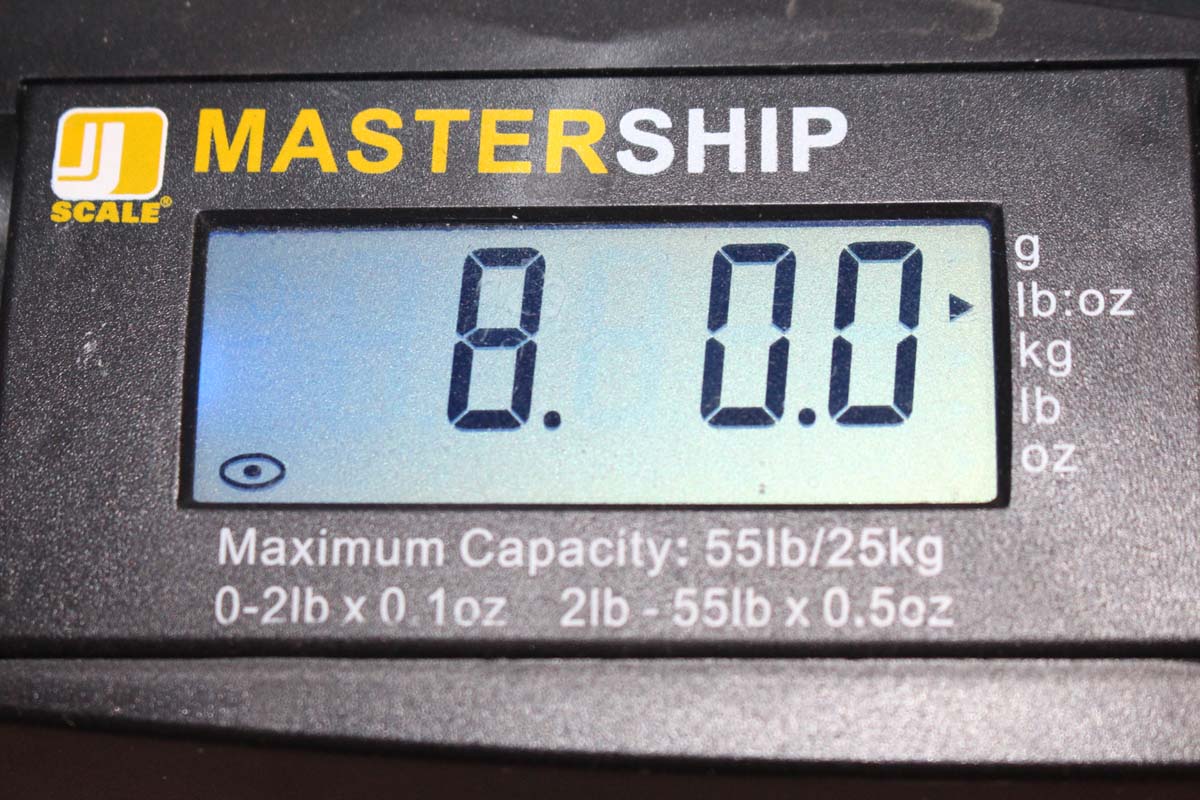 J SCALE®
MASTERSHIP
8. 0.0
g
lb:oz
kg
lb
oz
Maximum Capacity: 55lb/25kg
0-2lb x 0.1oz 2lb - 55lb x 0.5oz